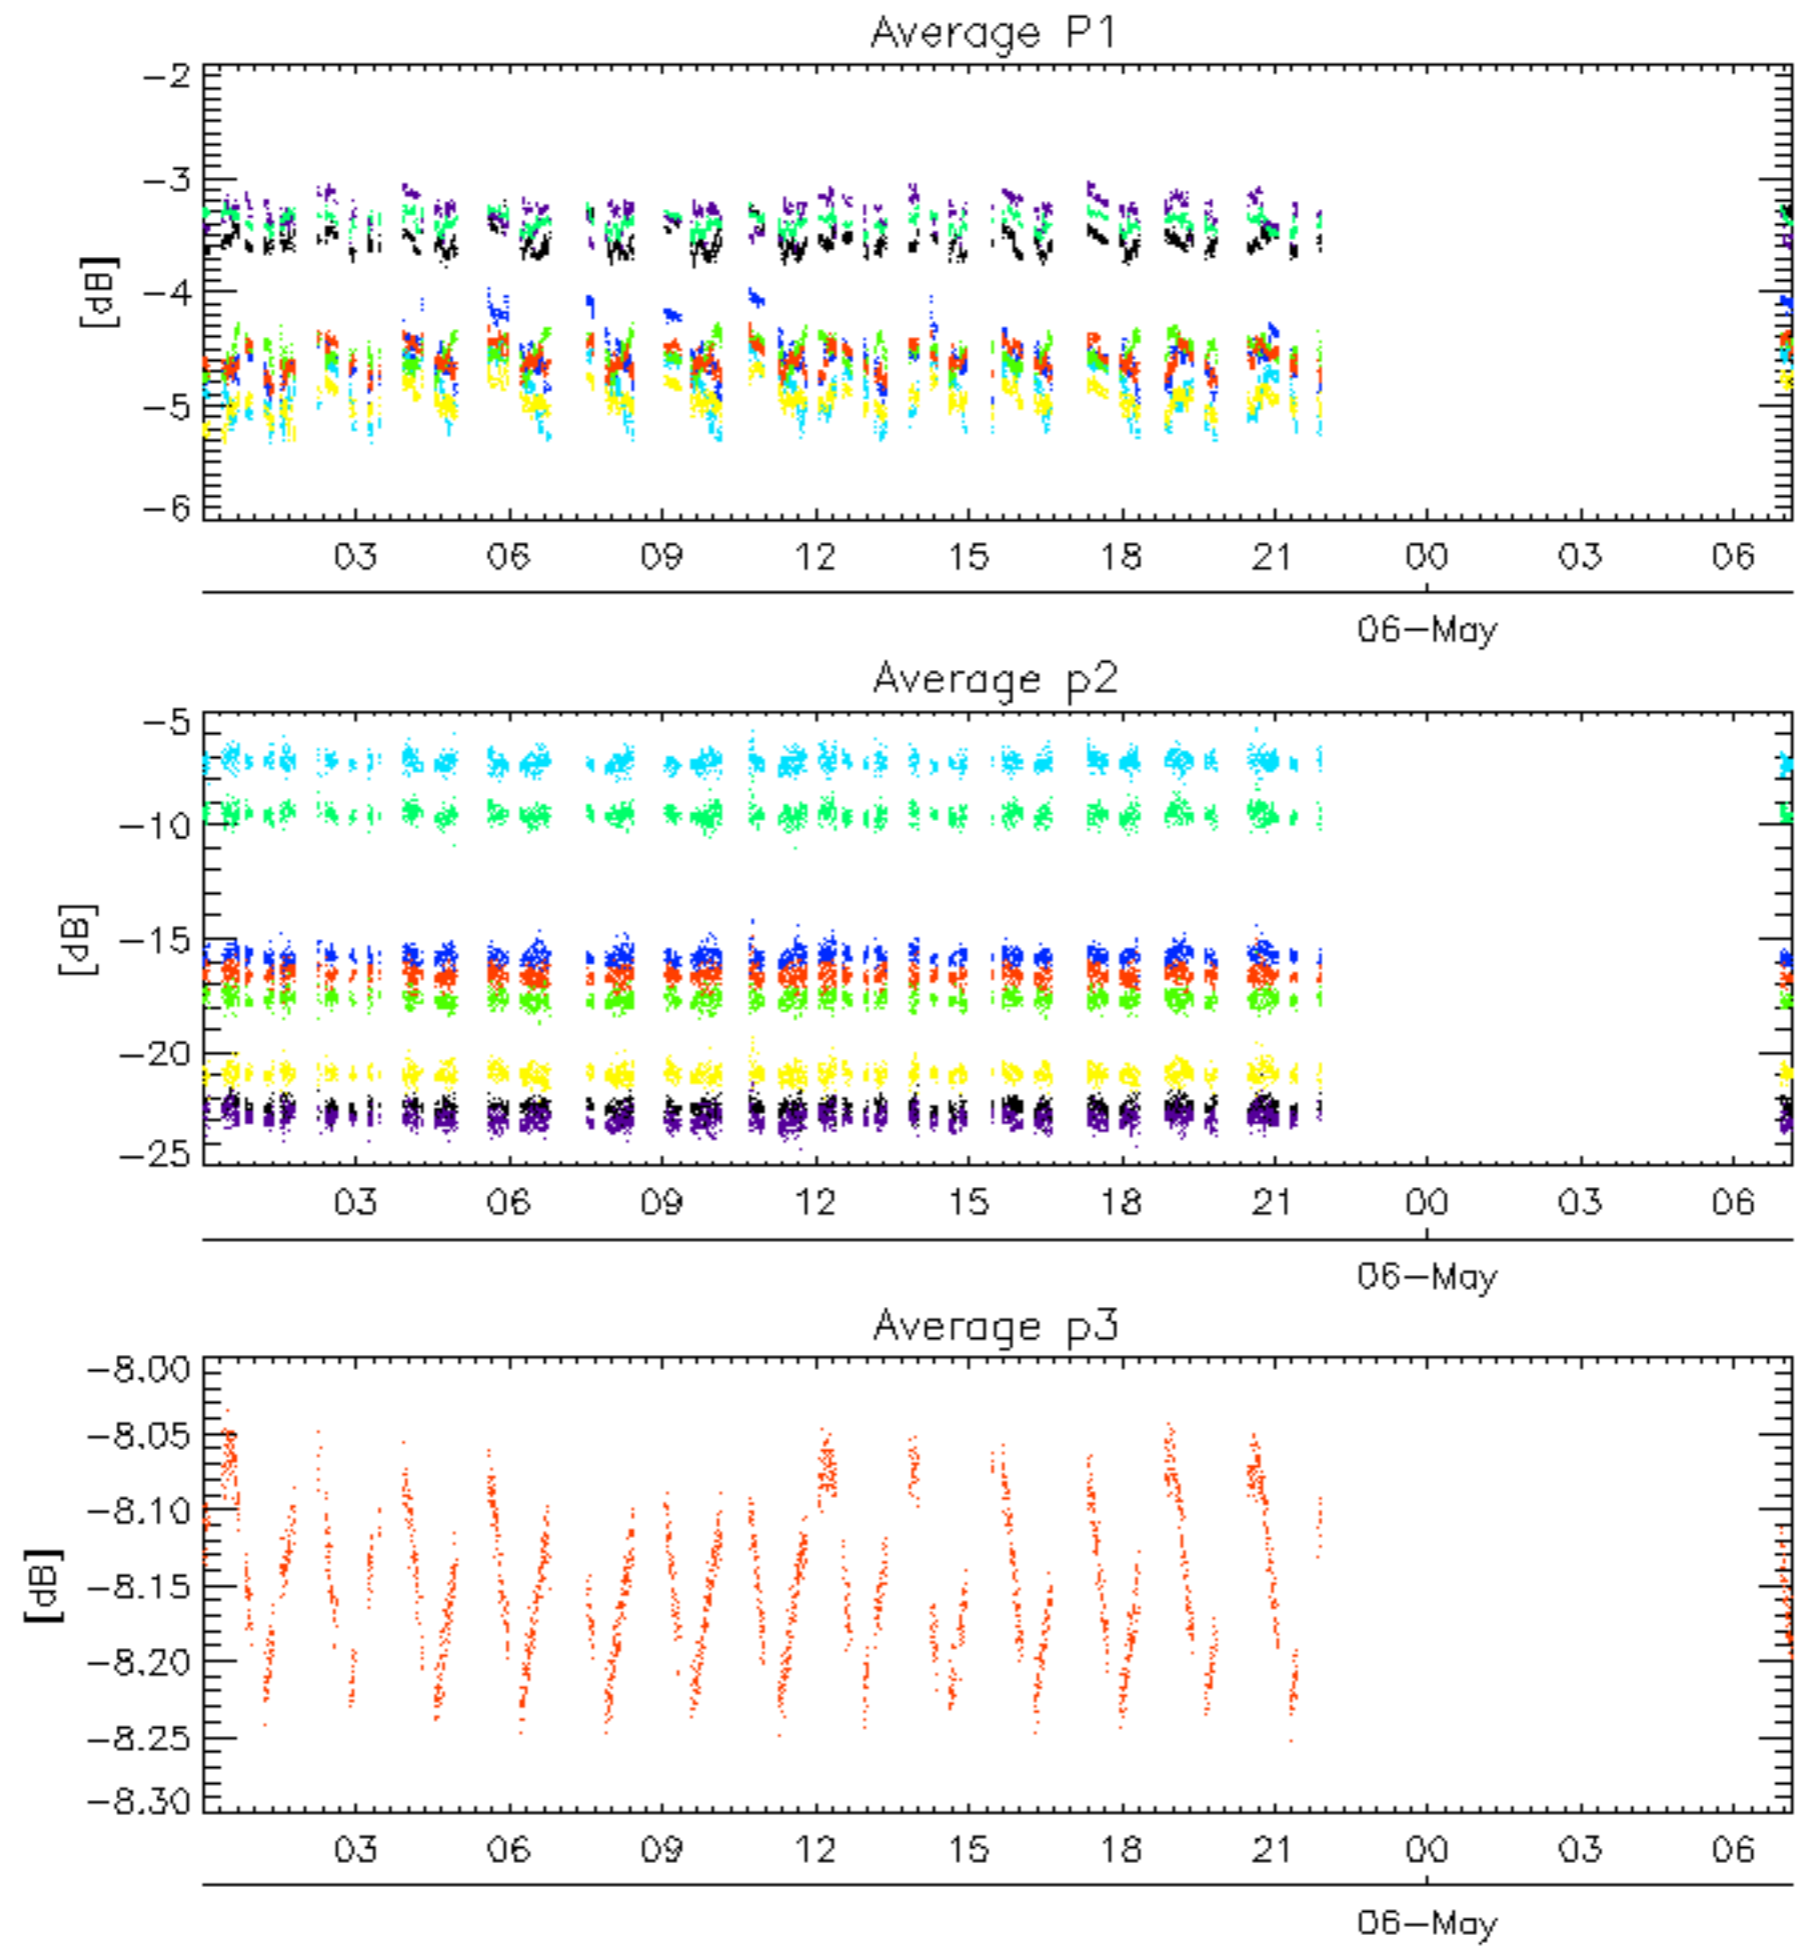 Average P1
[dB]
-2
-3
-4
-5
-6
03 06 09 12 15 18 21 00 03 06
06-May
Average p2
[dB]
-5
-10
-15
-20
-25
03 06 09 12 15 18 21 00 03 06
06-May
Average p3
[dB]
-8.00
-8.05
-8.10
-8.15
-8.20
-8.25
-8.30
03 06 09 12 15 18 21 00 03 06
06-May